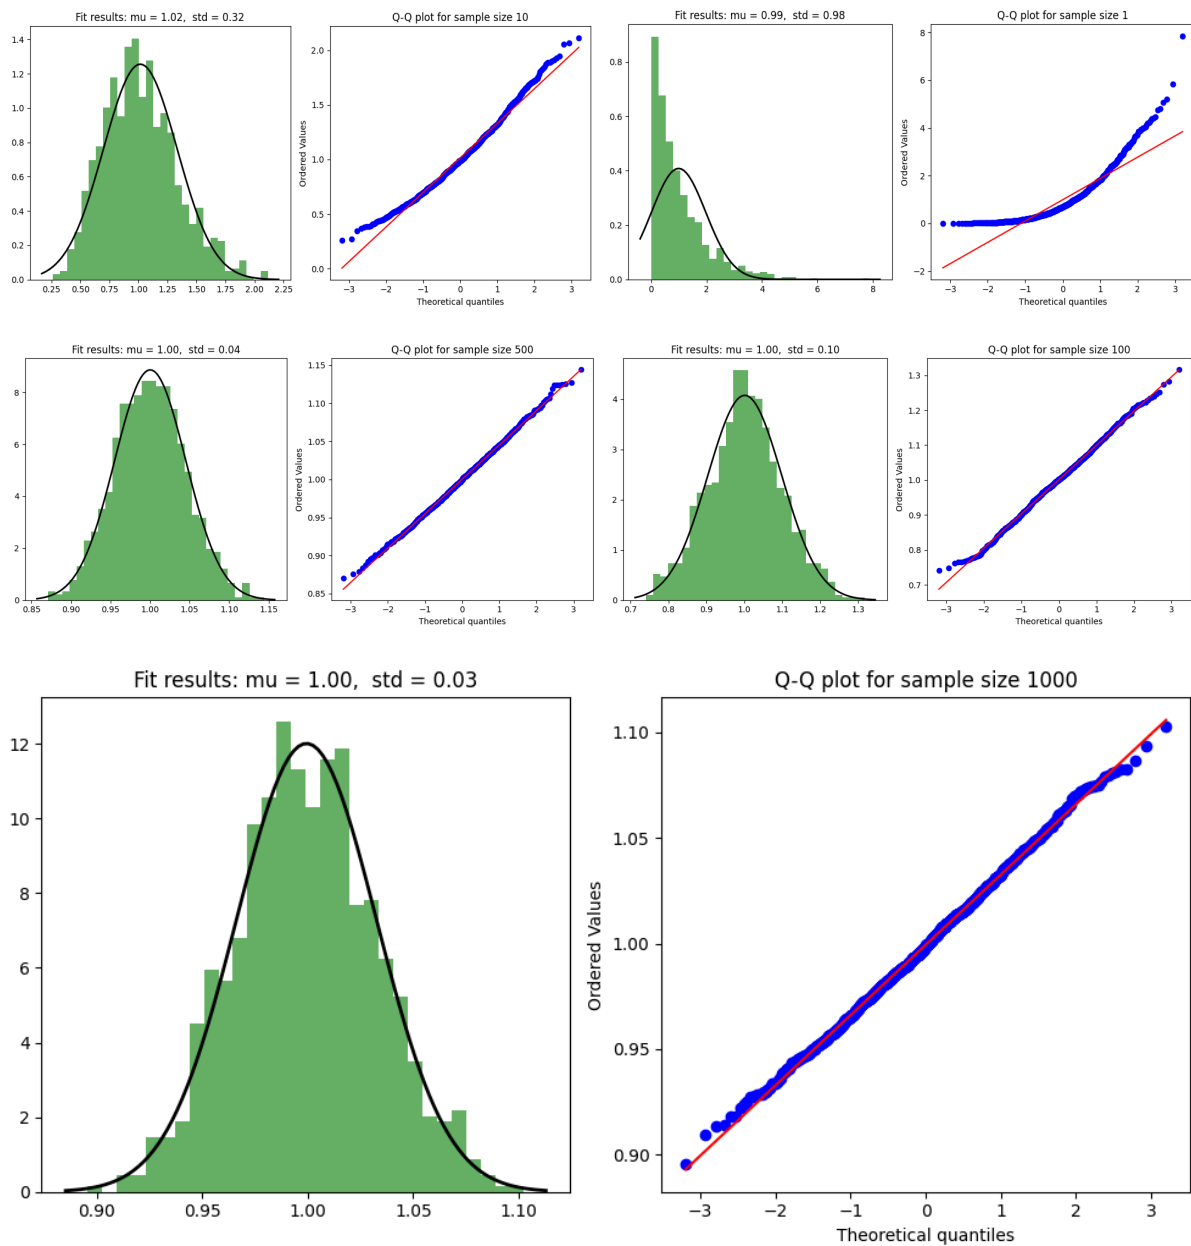 Fit results: mu = 1.02,  std = 0.32
1.4
1.2
1.0
0.8
0.6
0.4
0.2
0.0
0.25 0.50 0.75 1.00 1.25 1.50 1.75 2.00 2.25
Q-Q plot for sample size 10
Ordered Values
2.0
1.5
1.0
0.5
0.0
−3 −2 −1 0 1 2 3
Theoretical quantiles
Fit results: mu = 0.99,  std = 0.98
0.8
0.6
0.4
0.2
0.0
0 2 4 6 8
Q-Q plot for sample size 1
Ordered Values
8
6
4
2
0
−2
−3 −2 −1 0 1 2 3
Theoretical quantiles
Fit results: mu = 1.00,  std = 0.04
8
6
4
2
0
0.85 0.90 0.95 1.00 1.05 1.10 1.15
Q-Q plot for sample size 500
Ordered Values
1.15
1.10
1.05
1.00
0.95
0.90
0.85
−3 −2 −1 0 1 2 3
Theoretical quantiles
Fit results: mu = 1.00,  std = 0.10
4
3
2
1
0
0.7 0.8 0.9 1.0 1.1 1.2 1.3
Q-Q plot for sample size 100
Ordered Values
1.3
1.2
1.1
1.0
0.9
0.8
0.7
−3 −2 −1 0 1 2 3
Theoretical quantiles
Fit results: mu = 1.00,  std = 0.03
12
10
8
6
4
2
0
0.90 0.95 1.00 1.05 1.10
Q-Q plot for sample size 1000
Ordered Values
1.10
1.05
1.00
0.95
0.90
−3 −2 −1 0 1 2 3
Theoretical quantiles